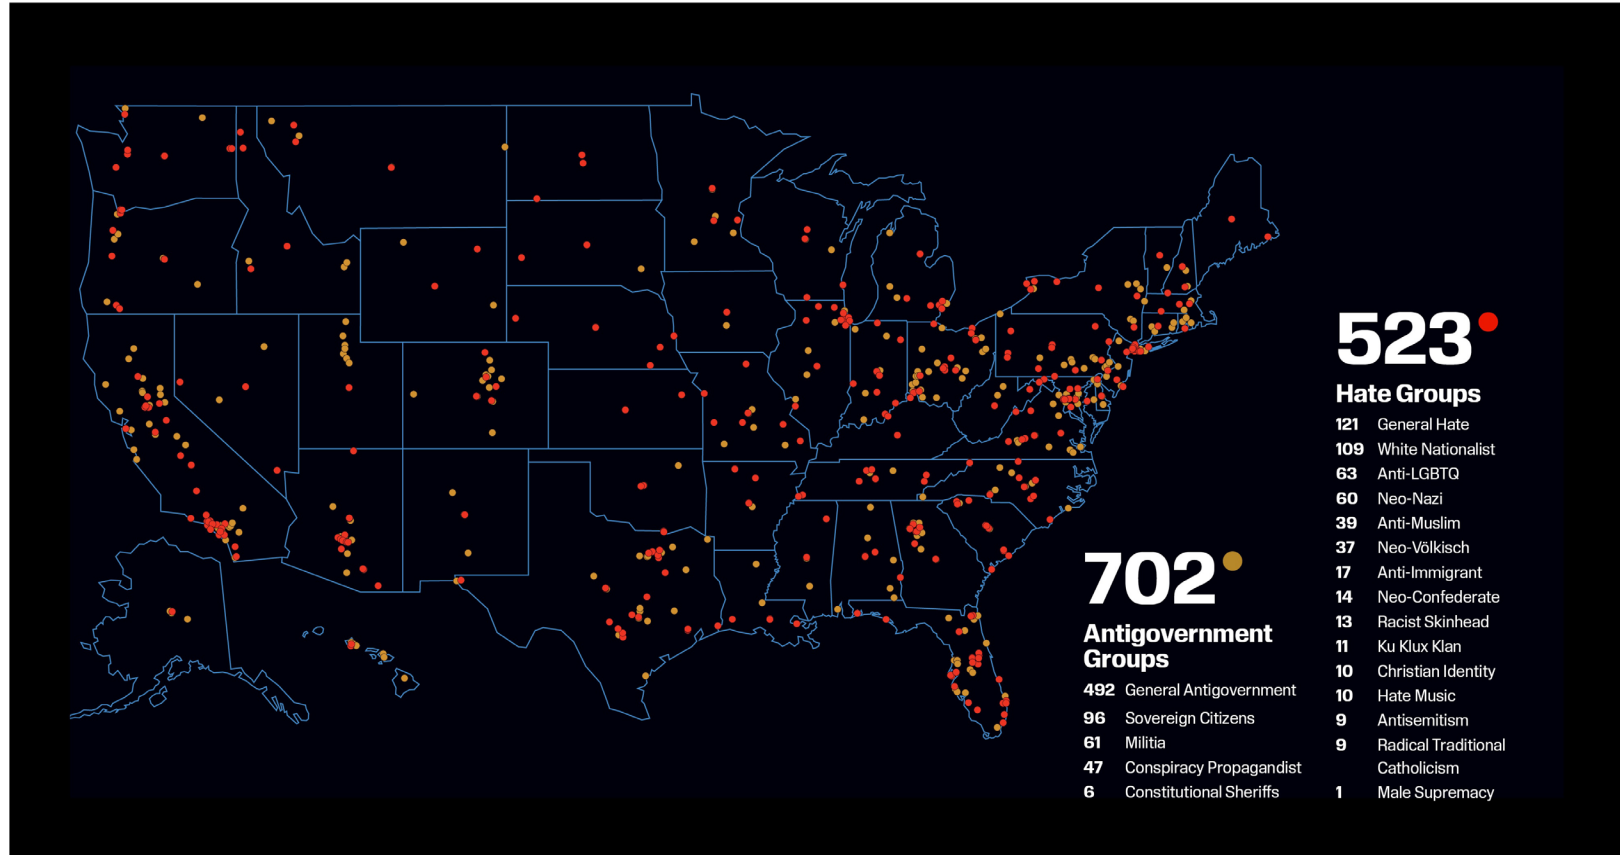 523
Hate Groups
121 General Hate
109 White Nationalist
63 Anti-LGBTQ
60 Neo-Nazi
39 Anti-Muslim
37 Neo-Völkisch
17 Anti-Immigrant
14 Neo-Confederate
13 Racist Skinhead
11 Ku Klux Klan
10 Christian Identity
10 Hate Music
9 Antisemitism
9 Radical Traditional
Catholicism
1 Male Supremacy
702
Antigovernment
Groups
492 General Antigovernment
96 Sovereign Citizens
61 Militia
47 Conspiracy Propagandist
6 Constitutional Sheriffs